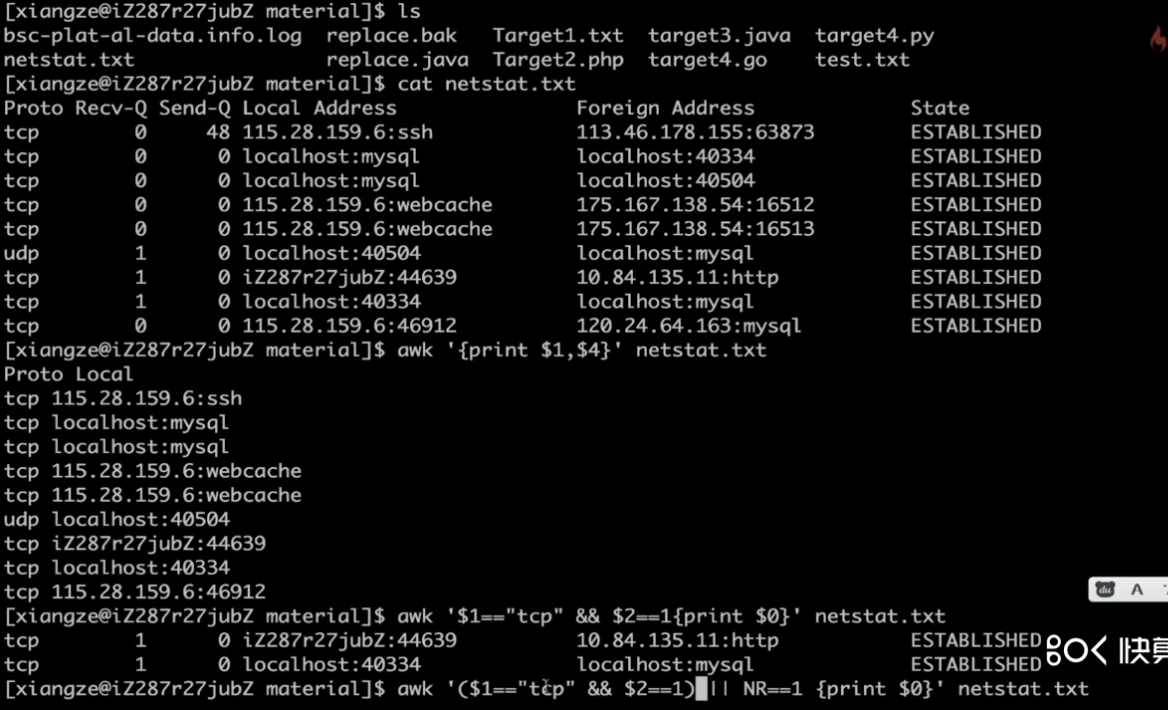 [xiangze@iZ287r27jubZ material]$ ls
bsc-plat-al-data.info.log  replace.bak   Target1.txt  target3.java  target4.py
netstat.txt                replace.java  Target2.php  target4.go    test.txt
[xiangze@iZ287r27jubZ material]$ cat netstat.txt
Proto Recv-Q Send-Q Local Address               Foreign Address             State
tcp        0     48 115.28.159.6:ssh            113.46.178.155:63873        ESTABLISHED
tcp        0      0 localhost:mysql             localhost:40334             ESTABLISHED
tcp        0      0 localhost:mysql             localhost:40504             ESTABLISHED
tcp        0      0 115.28.159.6:webcache       175.167.138.54:16512        ESTABLISHED
tcp        0      0 115.28.159.6:webcache       175.167.138.54:16513        ESTABLISHED
udp        1      0 localhost:40504             localhost:mysql             ESTABLISHED
tcp        1      0 iZ287r27jubZ:44639          10.84.135.11:http           ESTABLISHED
tcp        1      0 localhost:40334             localhost:mysql             ESTABLISHED
tcp        0      0 115.28.159.6:46912          120.24.64.163:mysql         ESTABLISHED
[xiangze@iZ287r27jubZ material]$ awk '{print $1,$4}' netstat.txt
Proto Local
tcp 115.28.159.6:ssh
tcp localhost:mysql
tcp localhost:mysql
tcp 115.28.159.6:webcache
tcp 115.28.159.6:webcache
udp localhost:40504
tcp iZ287r27jubZ:44639
tcp localhost:40334
tcp 115.28.159.6:46912
du A
[xiangze@iZ287r27jubZ material]$ awk '$1=="tcp" && $2==1{print $0}' netstat.txt
tcp        1      0 iZ287r27jubZ:44639          10.84.135.11:http           ESTABLISHED
tcp        1      0 localhost:40334             localhost:mysql             ESTABLISHED
快
[xiangze@iZ287r27jubZ material]$ awk '($1=="tcp" && $2==1) || NR==1 {print $0}' netstat.txt